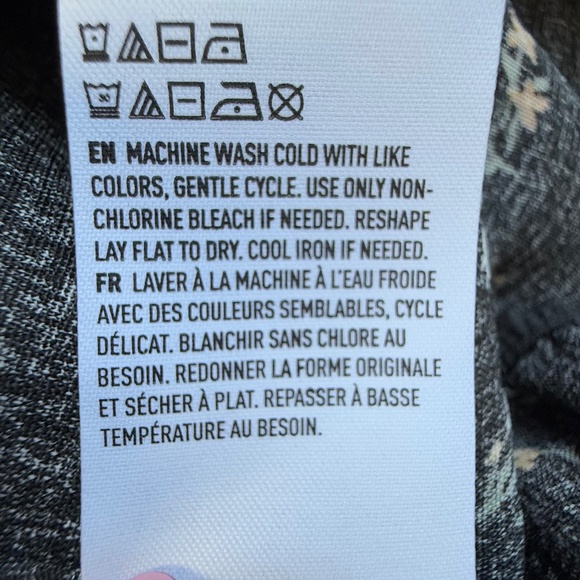 EN MACHINE WASH COLD WITH LIKE
COLORS, GENTLE CYCLE. USE ONLY NON-
CHLORINE BLEACH IF NEEDED. RESHAPE
LAY FLAT TO DRY. COOL IRON IF NEEDED.
FR LAVER À LA MACHINE À L'EAU FROIDE
AVEC DES COULEURS SEMBLABLES, CYCLE
DÉLICAT. BLANCHIR SANS CHLORE AU
BESOIN. REDONNER LA FORME ORIGINALE
ET SÉCHER À PLAT. REPASSER À BASSE
TEMPÉRATURE AU BESOIN.